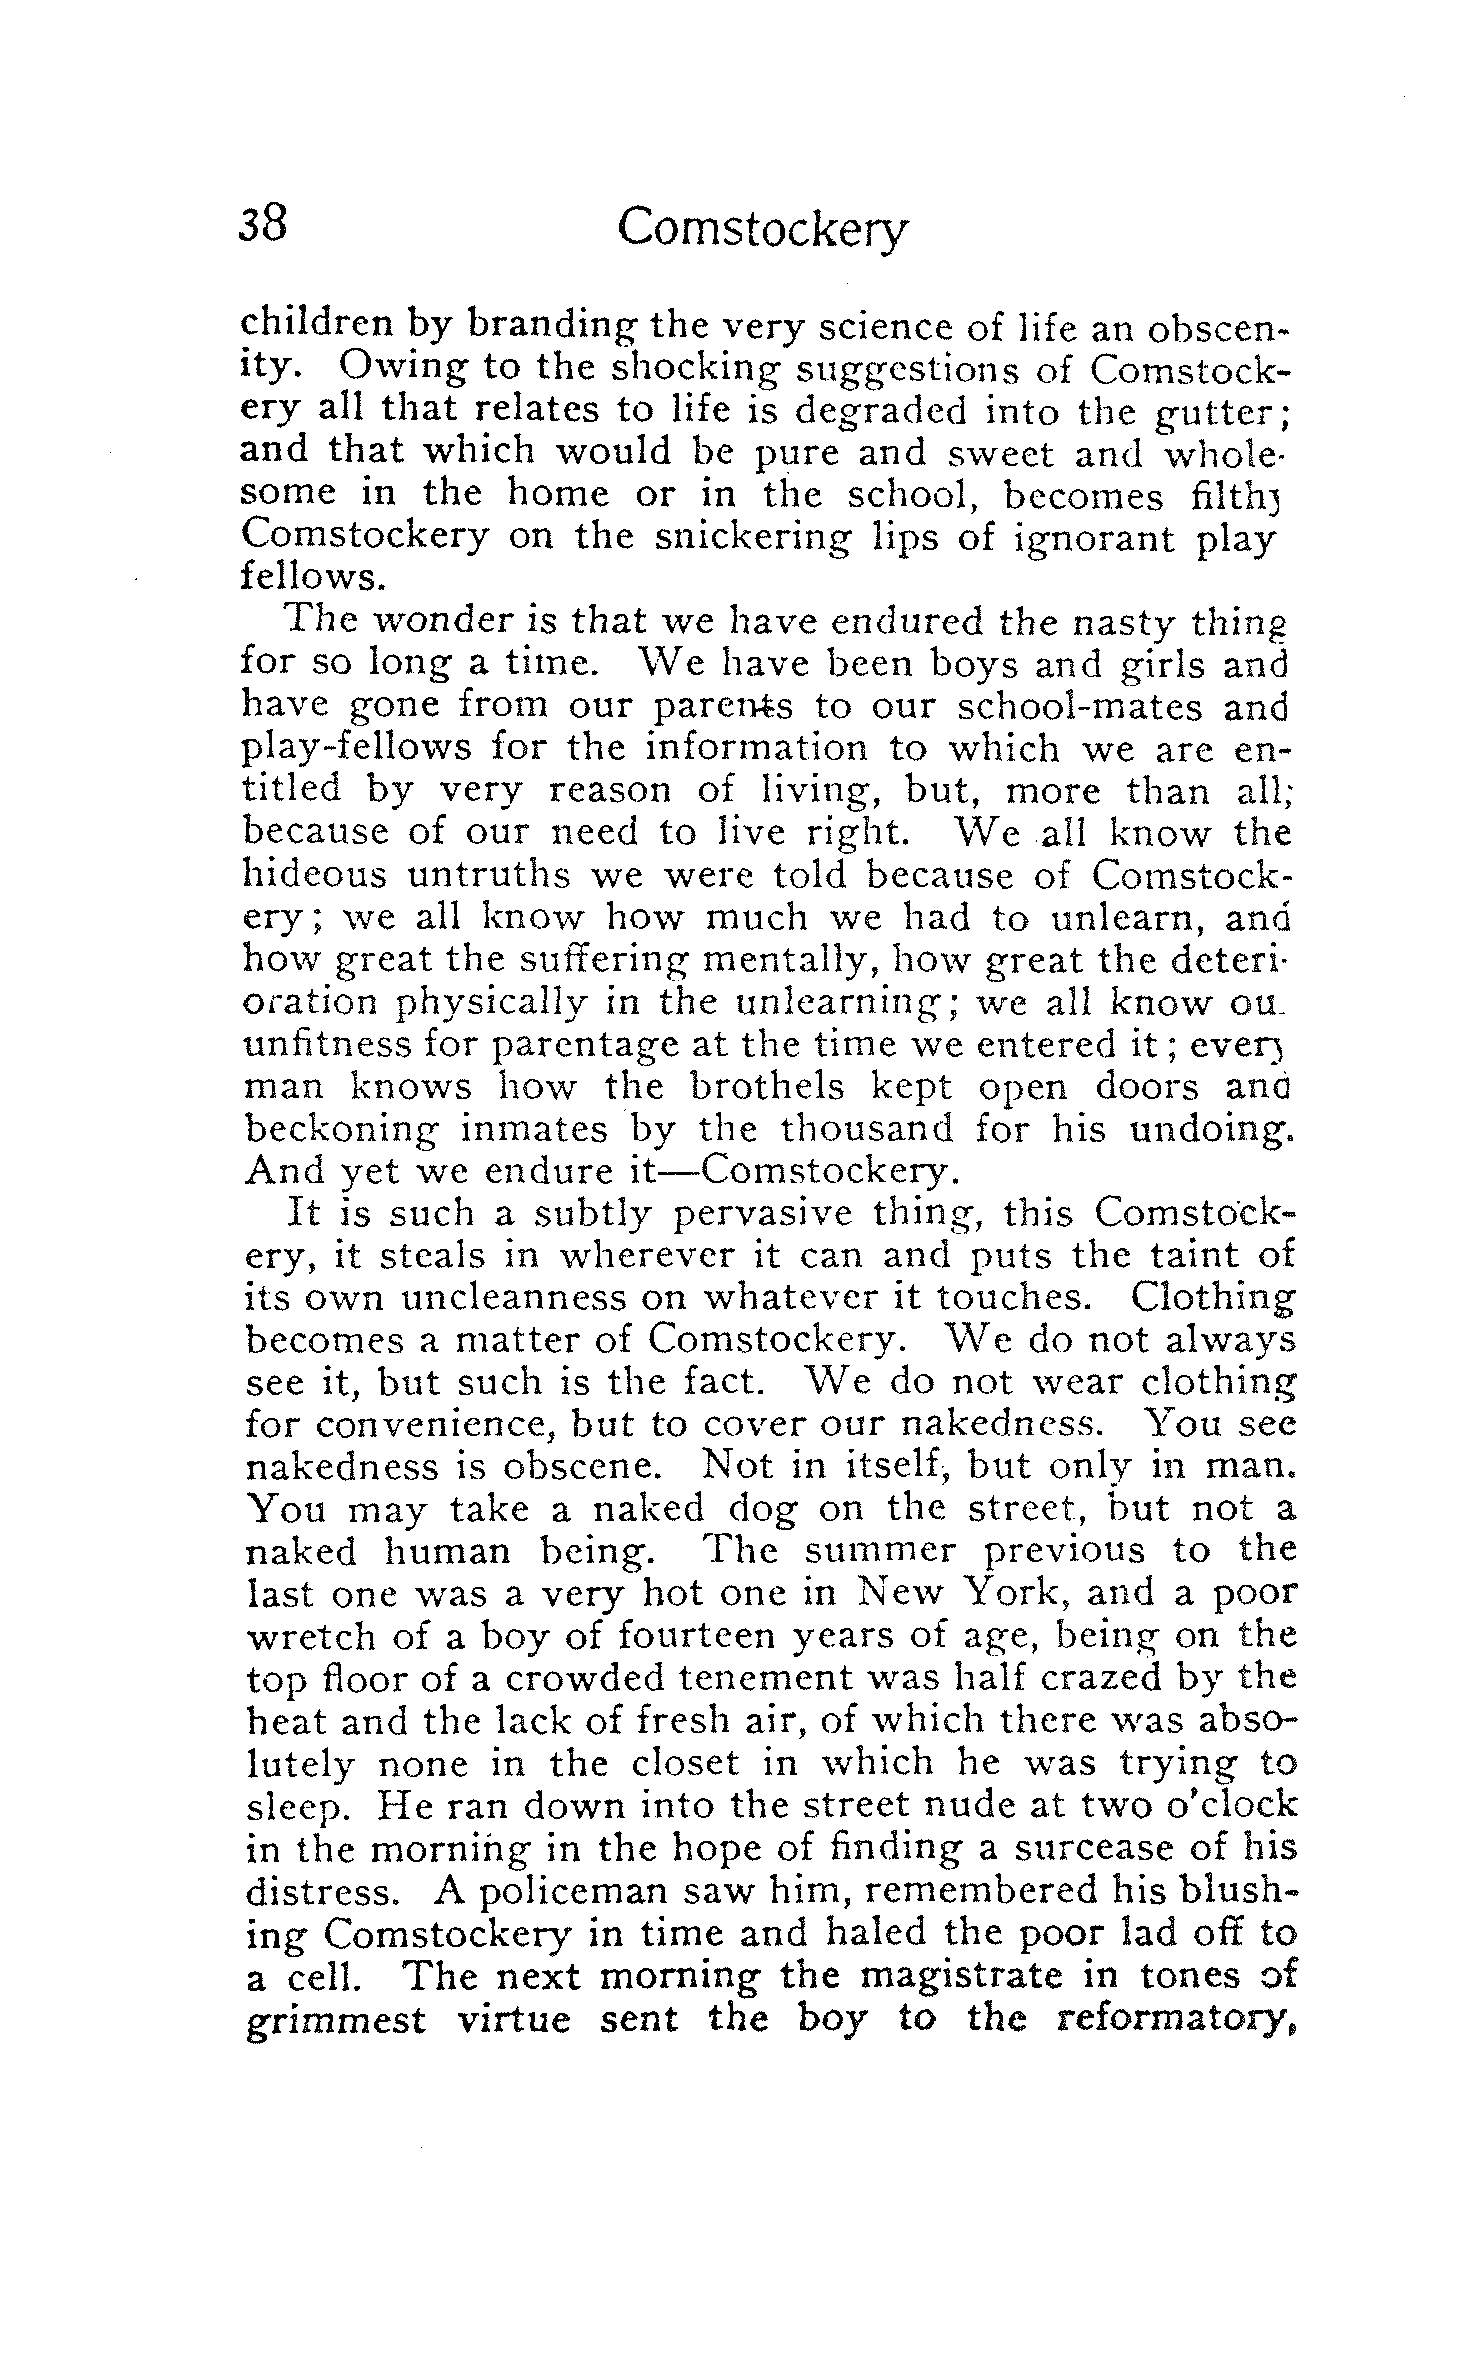 38 Comstockery
children by branding the very science of life an obscen-
ity. Owing to the shocking suggestions of Comstock-
ery all that relates to life is degraded into the gutter;
and that which would be pure and sweet and whole-
some in the home or in the school, becomes filthy
Comstockery on the snickering lips of ignorant play
fellows.
The wonder is that we have endured the nasty thing
for so long a time. We have been boys and girls and
have gone from our parents to our school-mates and
play-fellows for the information to which we are en-
titled by very reason of living, but, more than all;
because of our need to live right. We all know the
hideous untruths we were told because of Comstock-
ery; we all know how much we had to unlearn, and
how great the suffering mentally, how great the deteri-
oration physically in the unlearning; we all know ou
unfitness for parentage at the time we entered it; every
man knows how the brothels kept open doors and
beckoning inmates by the thousand for his undoing.
And yet we endure it—Comstockery.
It is such a subtly pervasive thing, this Comstock-
ery, it steals in wherever it can and puts the taint of
its own uncleanness on whatever it touches. Clothing
becomes a matter of Comstockery. We do not always
see it, but such is the fact. We do not wear clothing
for convenience, but to cover our nakedness. You see
nakedness is obscene. Not in itself, but only in man.
You may take a naked dog on the street, but not a
naked human being. The summer previous to the
last one was a very hot one in New York, and a poor
wretch of a boy of fourteen years of age, being on the
top floor of a crowded tenement was half crazed by the
heat and the lack of fresh air, of which there was abso-
lutely none in the closet in which he was trying to
sleep. He ran down into the street nude at two o'clock
in the morning in the hope of finding a surcease of his
distress. A policeman saw him, remembered his blush-
ing Comstockery in time and haled the poor lad off to
a cell. The next morning the magistrate in tones of
grimmest virtue sent the boy to the reformatory,